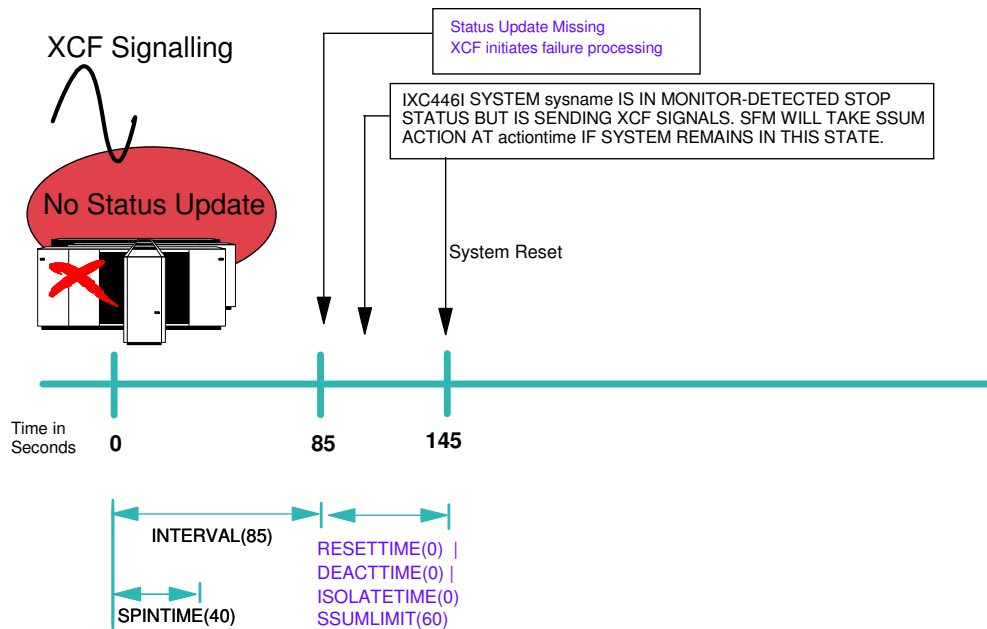 Status Update Missing
XCF initiates failure processing
XCF Signalling
IXC446I SYSTEM sysname IS IN MONITOR-DETECTED STOP
STATUS BUT IS SENDING XCF SIGNALS. SFM WILL TAKE SSUM
ACTION AT actiontime IF SYSTEM REMAINS IN THIS STATE.
No Status Update
System Reset
Time in
Seconds
0
85
145
INTERVAL(85)
RESETTIME(0) |
DEACTTIME(0) |
ISOLATETIME(0)
SSUMLIMIT(60)
SPINTIME(40)